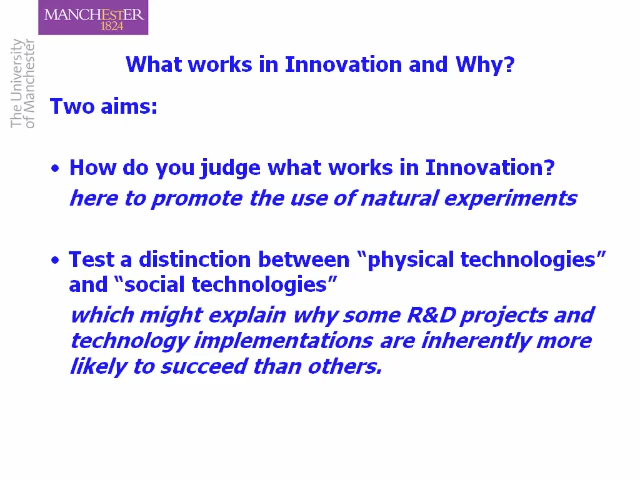 MANCHESTER
1824
The University
of Manchester
What works in Innovation and Why?
Two aims:
• How do you judge what works in Innovation?
here to promote the use of natural experiments
• Test a distinction between “physical technologies”
and “social technologies”
which might explain why some R&D projects and
technology implementations are inherently more
likely to succeed than others.